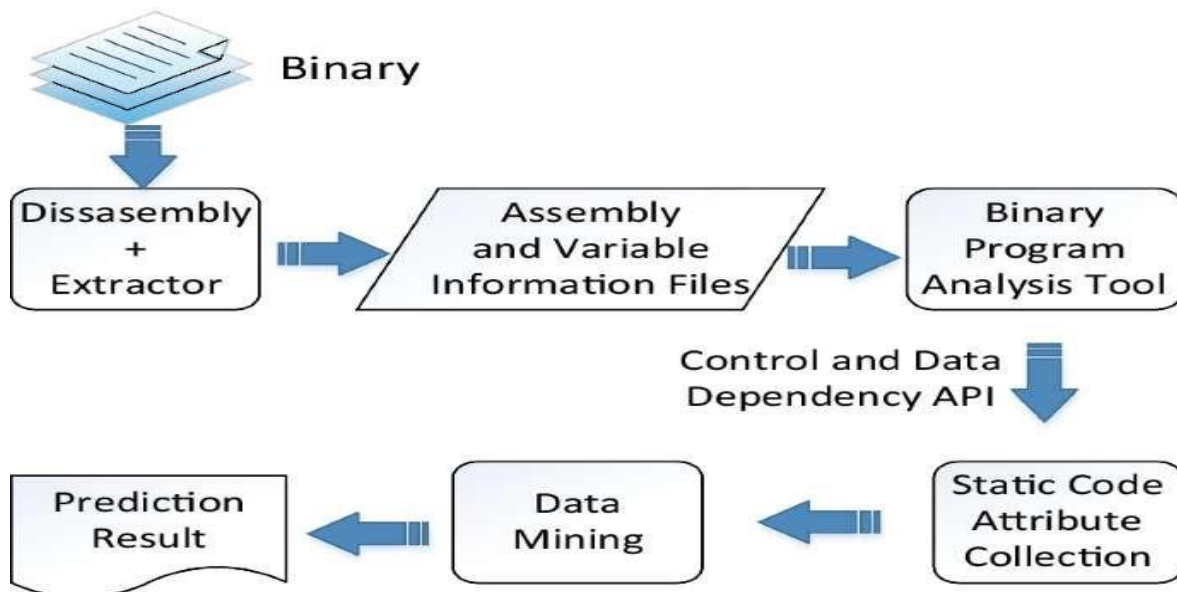 Binary
Dissasembly
+
Extractor
Assembly
and Variable
Information Files
Binary
Program
Analysis Tool
Control and Data
Dependency API
Static Code
Attribute
Collection
Data
Mining
Prediction
Result